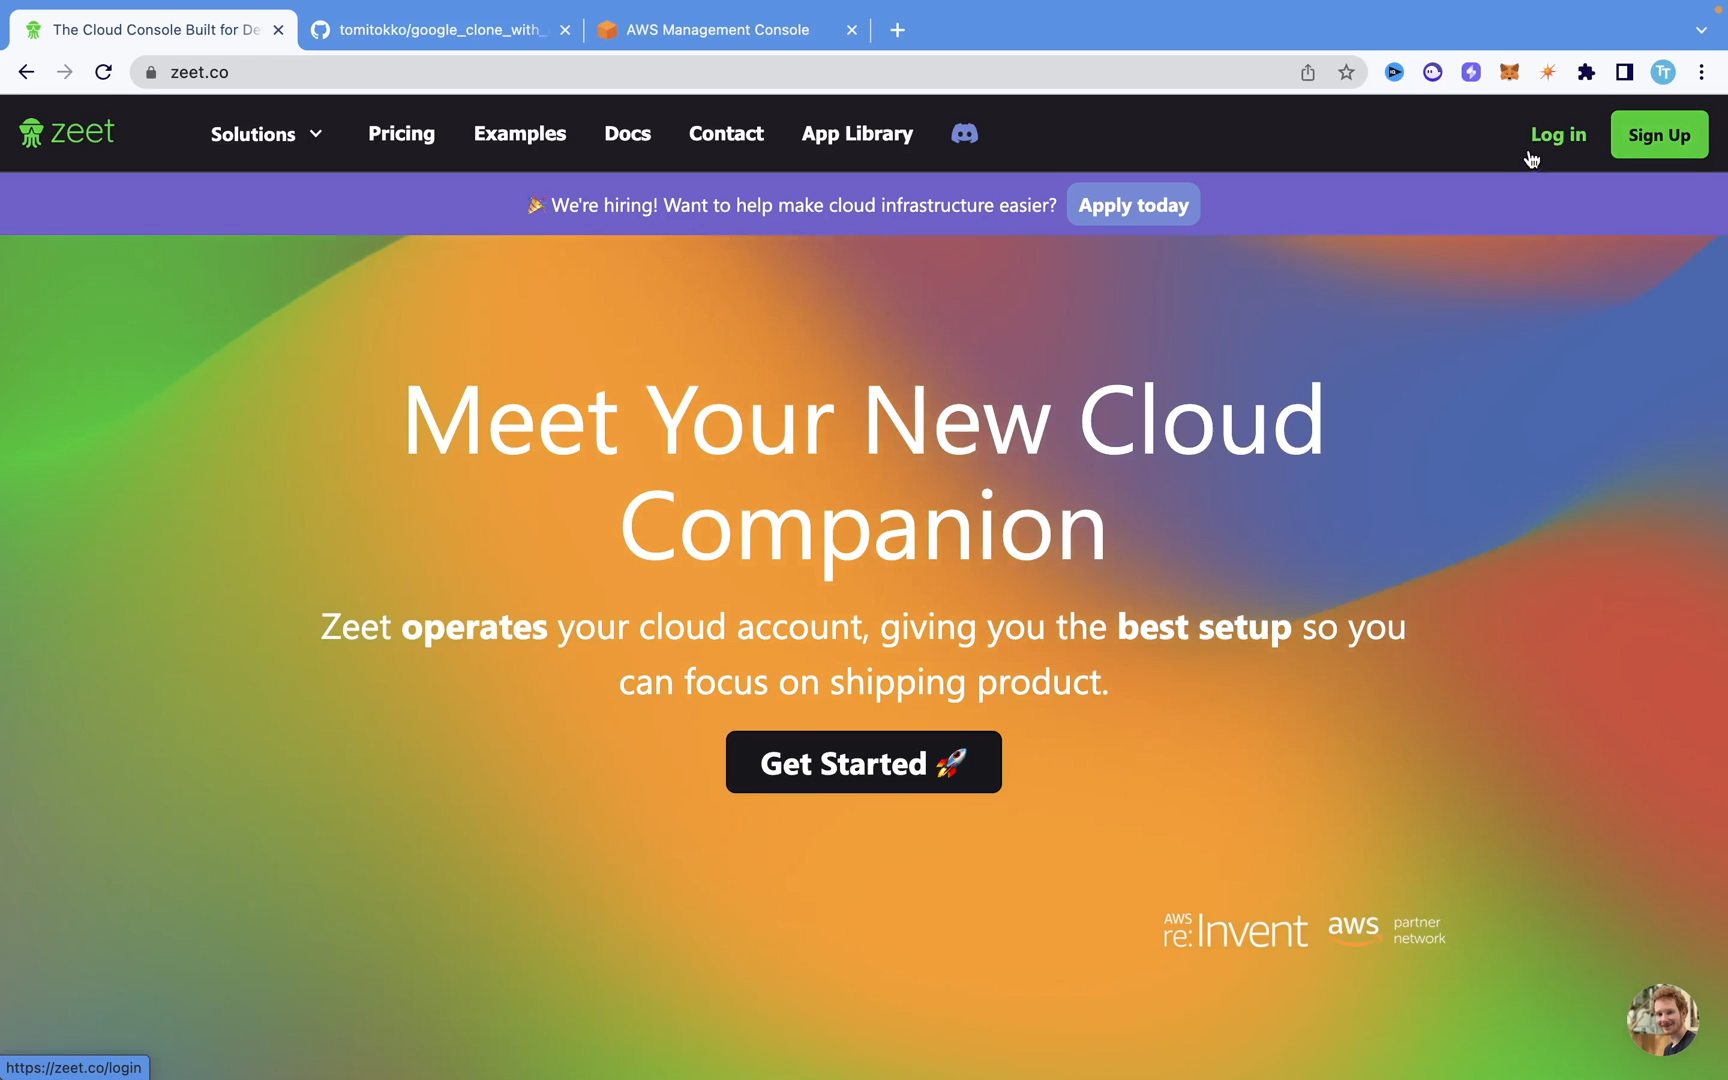 The Cloud Console Built for De
tomitokko/google_clone_with_
AWS Management Console
zeet.co
TT
zeet
Solutions
Pricing
Examples
Docs
Contact
App Library
Log in
Sign Up
🎉 We're hiring! Want to help make cloud infrastructure easier?
Apply today
Meet Your New Cloud
Companion
Zeet operates your cloud account, giving you the best setup so you
can focus on shipping product.
Get Started 🚀
AWS
re:Invent
aws
partner
network
https://zeet.co/login